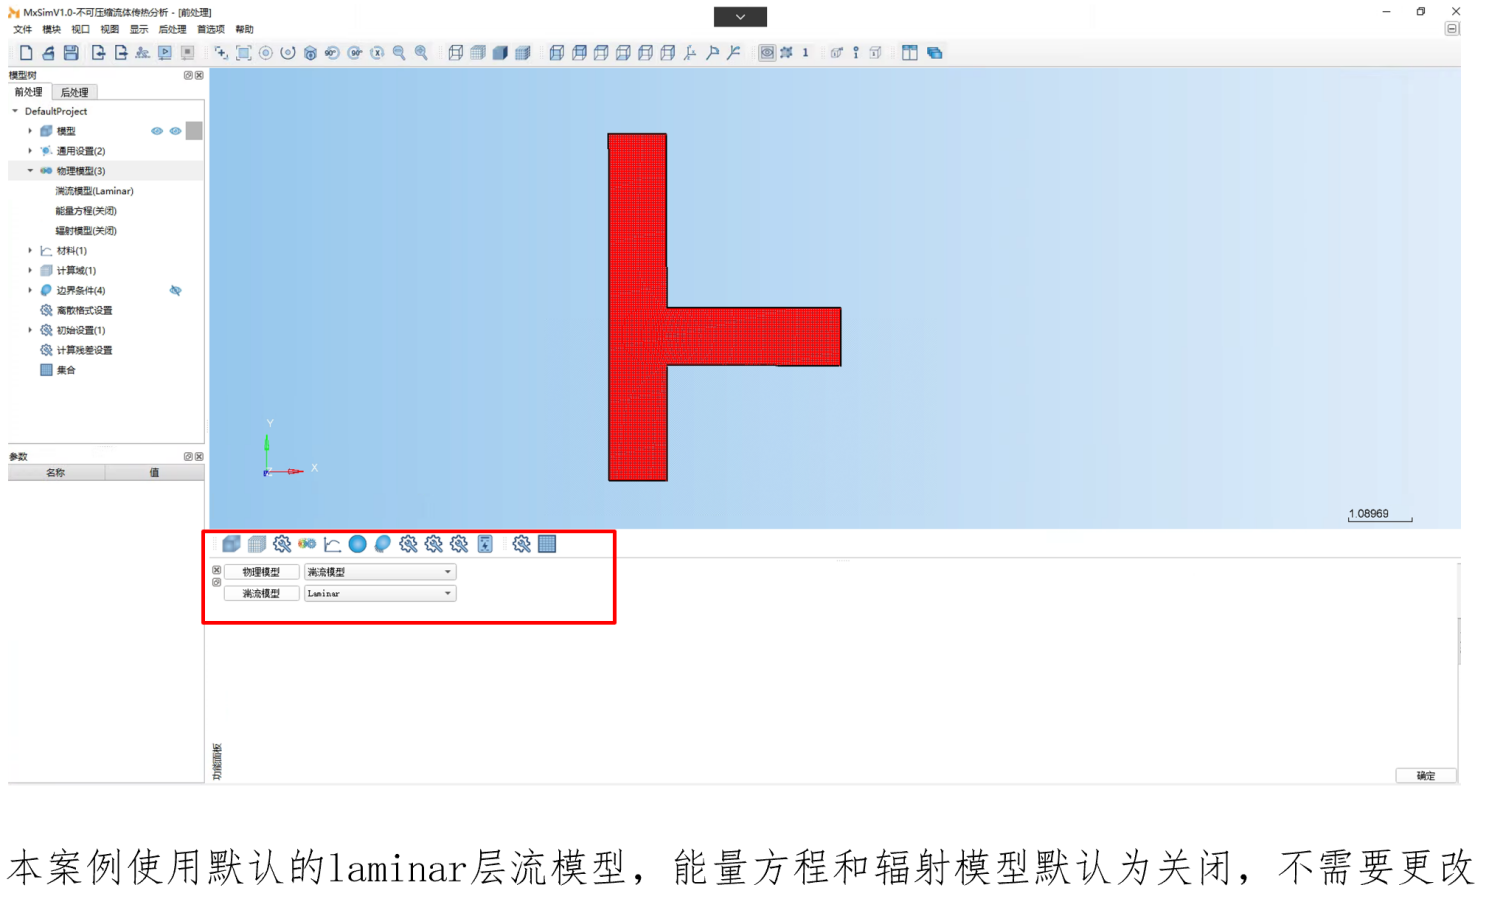 MxSimV1.0-不可压缩流体传热分析 - [前处理]
文件 模块 视口 视图 显示 后处理 首选项 帮助
1
模型树
前处理 后处理
DefaultProject
模型
通用设置(2)
物理模型(3)
湍流模型(Laminar)
能量方程(关闭)
辐射模型(关闭)
材料(1)
计算域(1)
边界条件(4)
离散格式设置
初始设置(1)
计算残差设置
集合
参数
名称 值
Y
X
Z
1.08969
物理模型 湍流模型
湍流模型 Laminar
功能面板
确定
本案例使用默认的laminar层流模型，能量方程和辐射模型默认为关闭，不需要更改